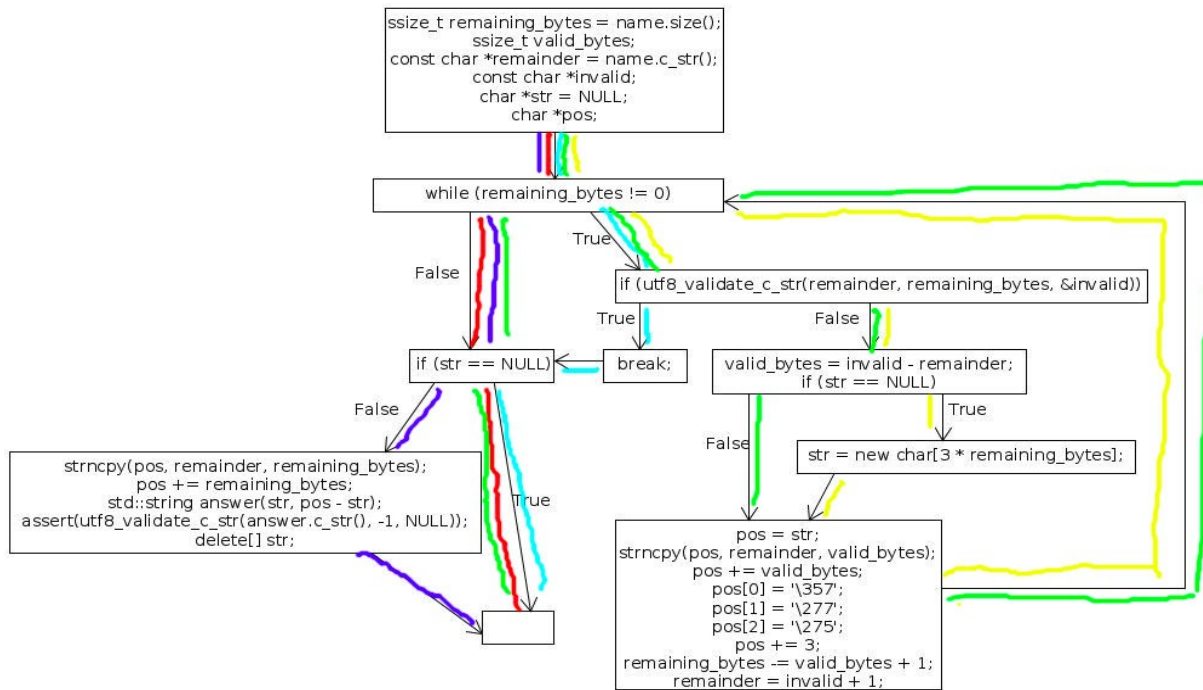 ssize_t remaining_bytes = name.size();
ssize_t valid_bytes;
const char *remainder = name.c_str();
const char *invalid;
char *str = NULL;
char *pos;
while (remaining_bytes != 0)
True
False
if (utf8_validate_c_str(remainder, remaining_bytes, &invalid))
True
False
if (str == NULL)
break;
valid_bytes = invalid - remainder;
if (str == NULL)
False
True
False
strncpy(pos, remainder, remaining_bytes);
pos += remaining_bytes;
std::string answer(str, pos - str);
assert(utf8_validate_c_str(answer.c_str(), -1, NULL));
delete[] str;
True
str = new char[3 * remaining_bytes];
pos = str;
strncpy(pos, remainder, valid_bytes);
pos += valid_bytes;
pos[0] = '\357';
pos[1] = '\277';
pos[2] = '\275';
pos += 3;
remaining_bytes -= valid_bytes + 1;
remainder = invalid + 1;